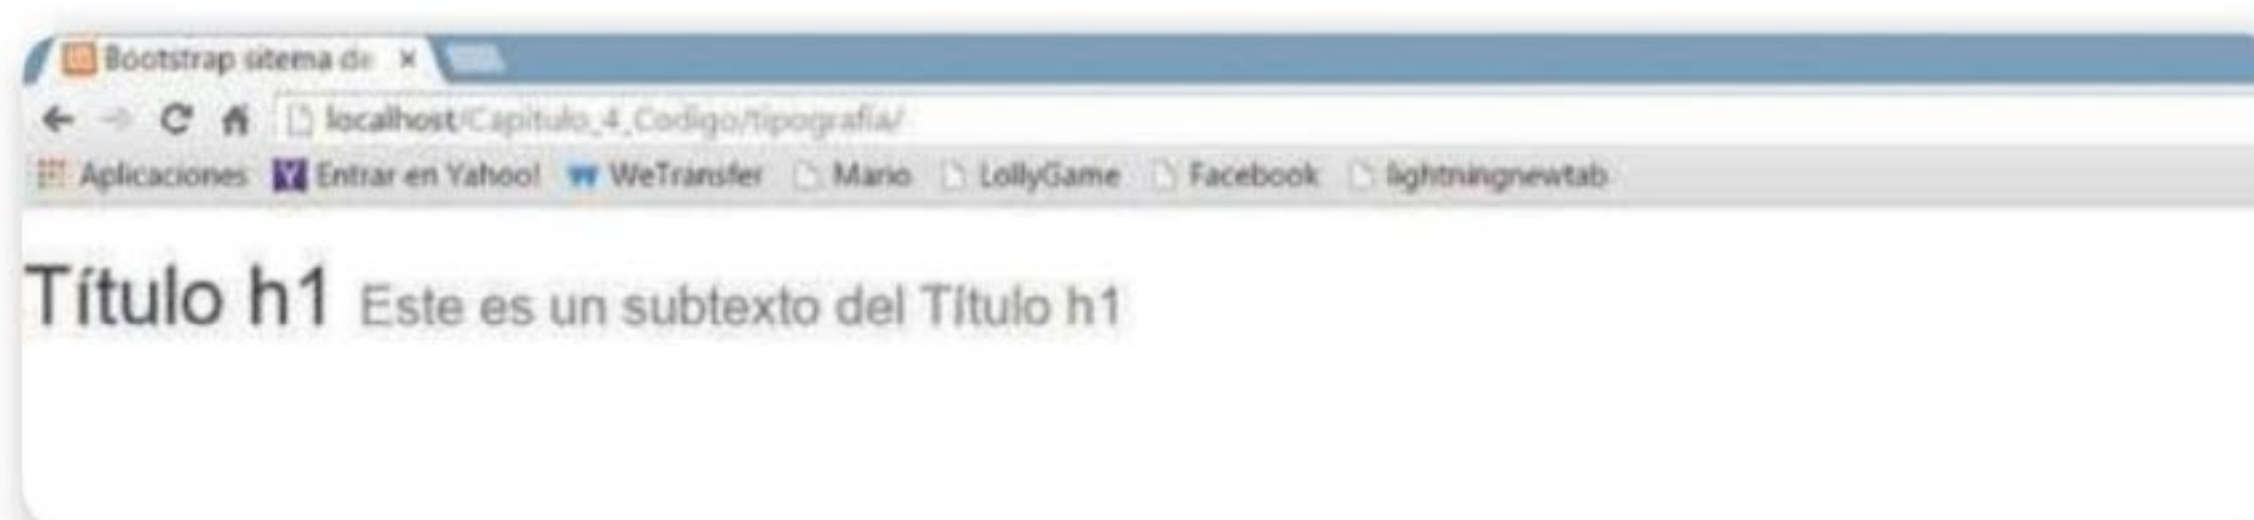 Bootstrap sitema de
localhost/Capitulo_4_Codigo/tipografia/
Aplicaciones Entrar en Yahoo! WeTransfer Mario LollyGame Facebook lightningnewtab
Título h1 Este es un subtexto del Título h1